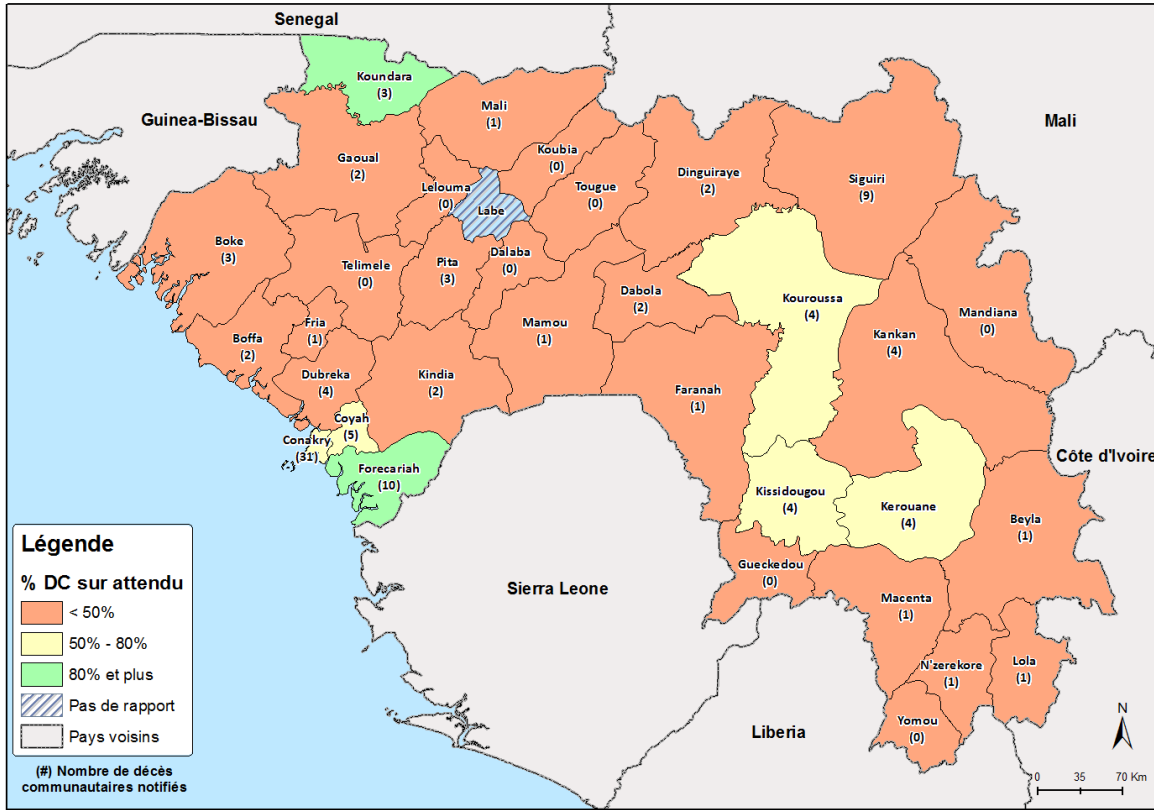 Senegal
Koundara
(3)
Mali
(1)
Guinea-Bissau
Mali
Koubia
(0)
Gaoual
(2)
Lelouma
(0)
Labe
Tougue
(0)
Dinguiraye
(2)
Siguiri
(9)
Boke
(3)
Telimele
(0)
Pita
(3)
Dalaba
(0)
Dabola
(2)
Kouroussa
(4)
Mandiana
(0)
Kankan
(4)
Boffa
(2)
Fria
(1)
Mamou
(1)
Dubreka
(4)
Kindia
(2)
Faranah
(1)
Coyah
(5)
Conakry
(31)
Forecariah
(10)
Côte d'Ivoire
Kissidougou
(4)
Kerouane
(4)
Beyla
(1)
Gueckedou
(0)
Sierra Leone
Macenta
(1)
N'zerekore
(1)
Lola
(1)
Yomou
(0)
Liberia
Légende
% DC sur attendu
< 50%
50% - 80%
80% et plus
Pas de rapport
Pays voisins
(#) Nombre de décès
communautaires notifiés
N
0 35 70 Km